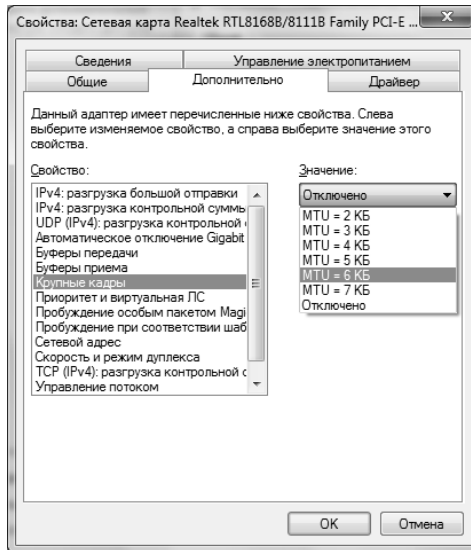 Свойства: Сетевая карта Realtek RTL8168B/8111B Family PCI-E ...
Сведения
Управление электропитанием
Общие
Дополнительно
Драйвер
Данный адаптер имеет перечисленные ниже свойства. Слева
выберите изменяемое свойство, а справа выберите значение этого
свойства.
Свойство:
Значение:
IPv4: разгрузка большой отправки
IPv4: разгрузка контрольной суммы
UDP (IPv4): разгрузка контрольной
Автоматическое отключение Gigabit
Буферы передачи
Буферы приема
Крупные кадры
Приоритет и виртуальная ЛС
Пробуждение особым пакетом Magi
Пробуждение при соответствии шаб
Сетевой адрес
Скорость и режим дуплекса
TCP (IPv4): разгрузка контрольной с
Управление потоком
Отключено
MTU = 2 КБ
MTU = 3 КБ
MTU = 4 КБ
MTU = 5 КБ
MTU = 6 КБ
MTU = 7 КБ
Отключено
OK
Отмена